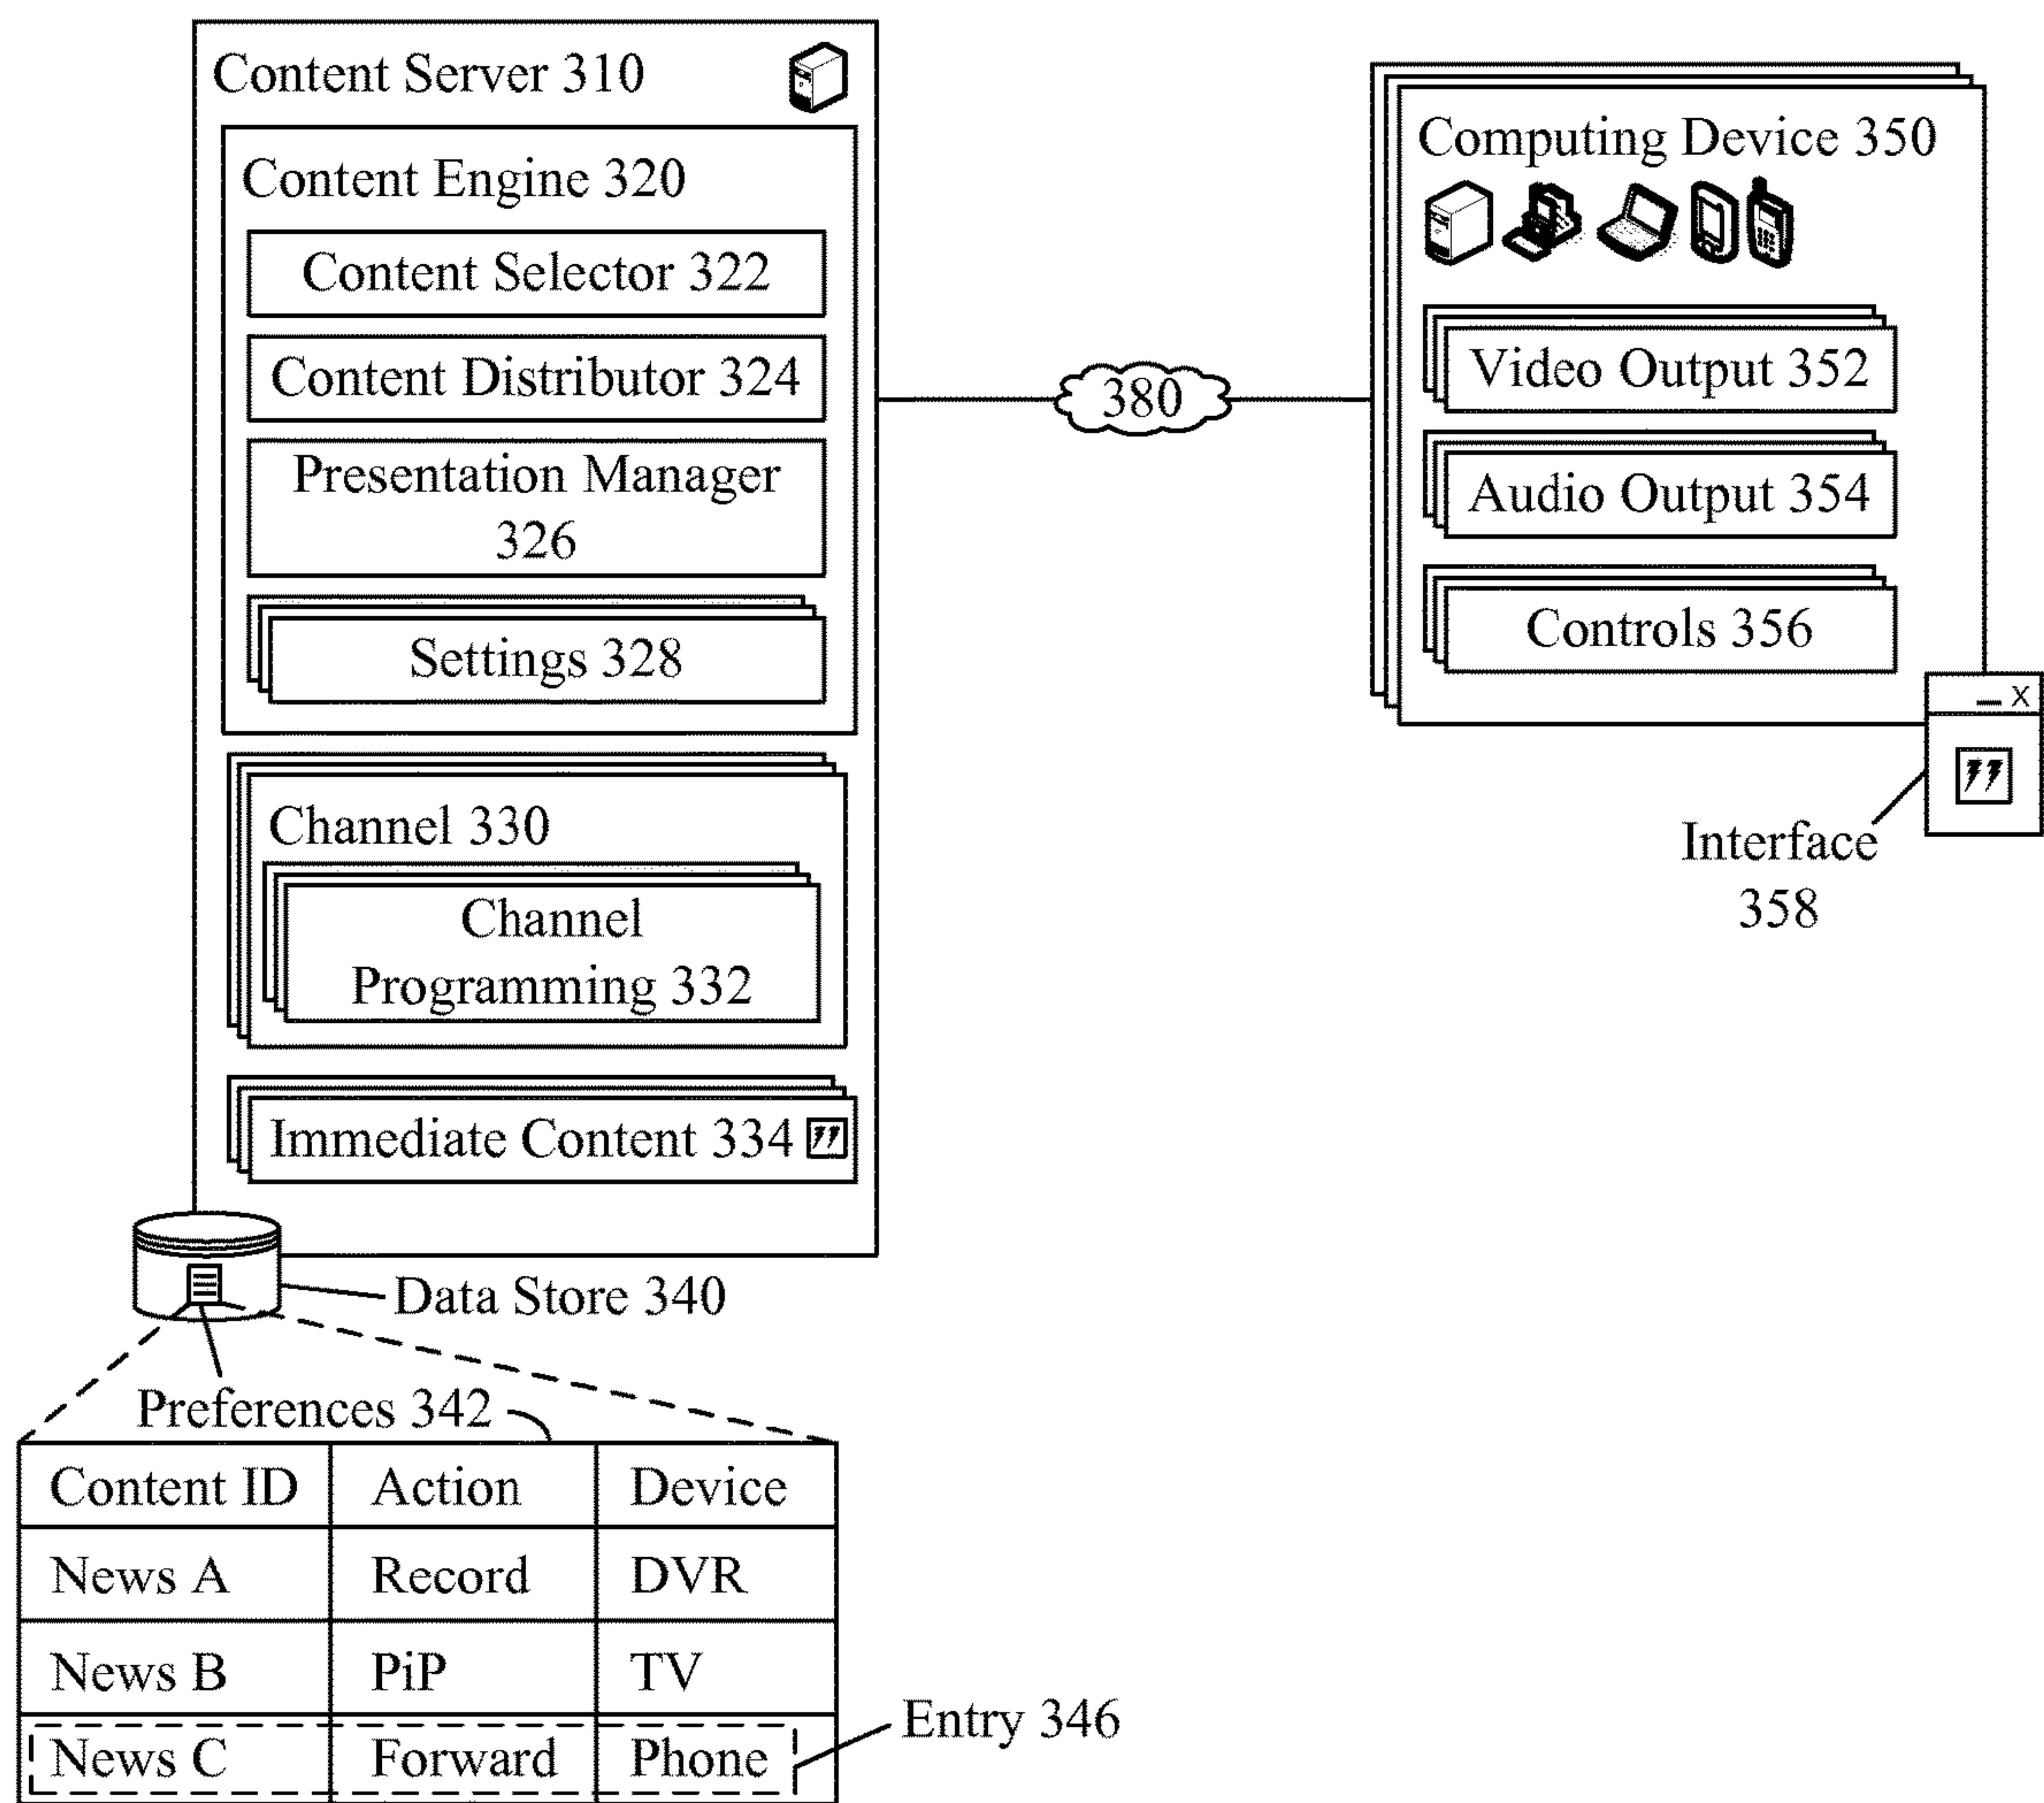 Content Server 310
Content Engine 320
Content Selector 322
Content Distributor 324
Presentation Manager
326
Settings 328
Channel 330
Channel
Programming 332
Immediate Content 334
Data Store 340
Preferences 342
Content ID Action Device
News A Record DVR
News B PiP TV
News C Forward Phone
Entry 346
380
Computing Device 350
Video Output 352
Audio Output 354
Controls 356
X
Interface
358